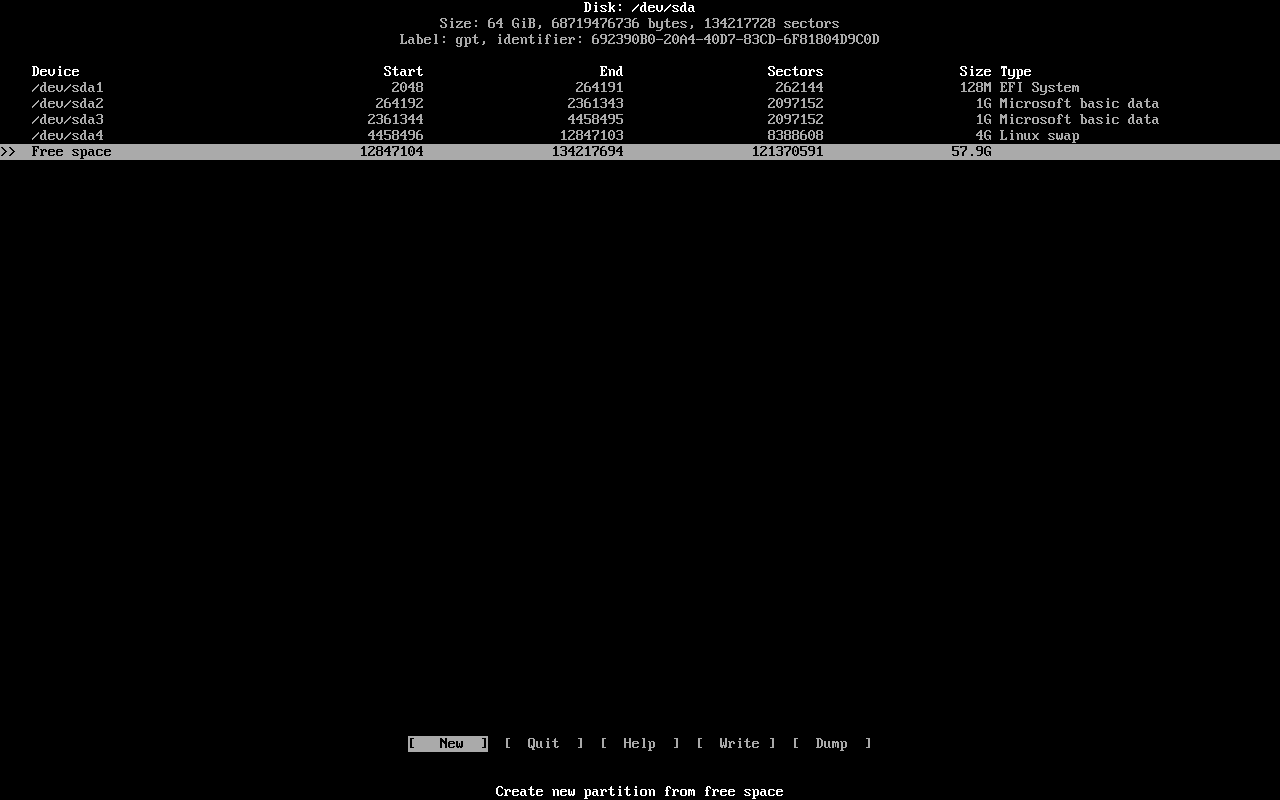 Disk: /dev/sda
Size: 64 GiB, 68719476736 bytes, 134217728 sectors
Label: gpt, identifier: 692390B0-20A4-40D7-83CD-6F81804D9C0D
Device Start End Sectors Size Type
/dev/sda1 2048 264191 262144 128M EFI System
/dev/sda2 264192 2361343 2097152 1G Microsoft basic data
/dev/sda3 2361344 4458495 2097152 1G Microsoft basic data
/dev/sda4 4458496 12847103 8388608 4G Linux swap
>> Free space 12847104 134217694 121370591 57.9G
[ New ] [ Quit ] [ Help ] [ Write ] [ Dump ]
Create new partition from free space